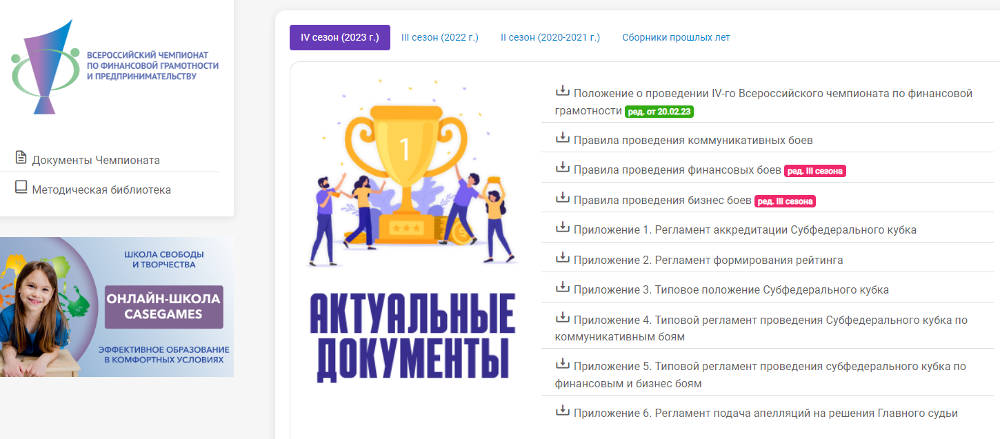 ВСЕРОССИЙСКИЙ ЧЕМПИОНАТ
ПО ФИНАНСОВОЙ ГРАМОТНОСТИ
И ПРЕДПРИНИМАТЕЛЬСТВУ
Документы Чемпионата
Методическая библиотека
ШКОЛА СВОБОДЫ
И ТВОРЧЕСТВА
ОНЛАЙН-ШКОЛА
CASEGAMES
ЭФФЕКТИВНОЕ ОБРАЗОВАНИЕ
В КОМФОРТНЫХ УСЛОВИЯХ
IV сезон (2023 г.) III сезон (2022 г.) II сезон (2020-2021 г.) Сборники прошлых лет
1
АКТУАЛЬНЫЕ
ДОКУМЕНТЫ
Положение о проведении IV-го Всероссийского чемпионата по финансовой
грамотности ред. от 20.02.23
Правила проведения коммуникативных боев
Правила проведения финансовых боев ред. III сезона
Правила проведения бизнес боев ред. III сезона
Приложение 1. Регламент аккредитации Субфедерального кубка
Приложение 2. Регламент формирования рейтинга
Приложение 3. Типовое положение Субфедерального кубка
Приложение 4. Типовой регламент проведения Субфедерального кубка по
коммуникативным боям
Приложение 5. Типовой регламент проведения субфедерального кубка по
финансовым и бизнес боям
Приложение 6. Регламент подача апелляций на решения Главного судьи